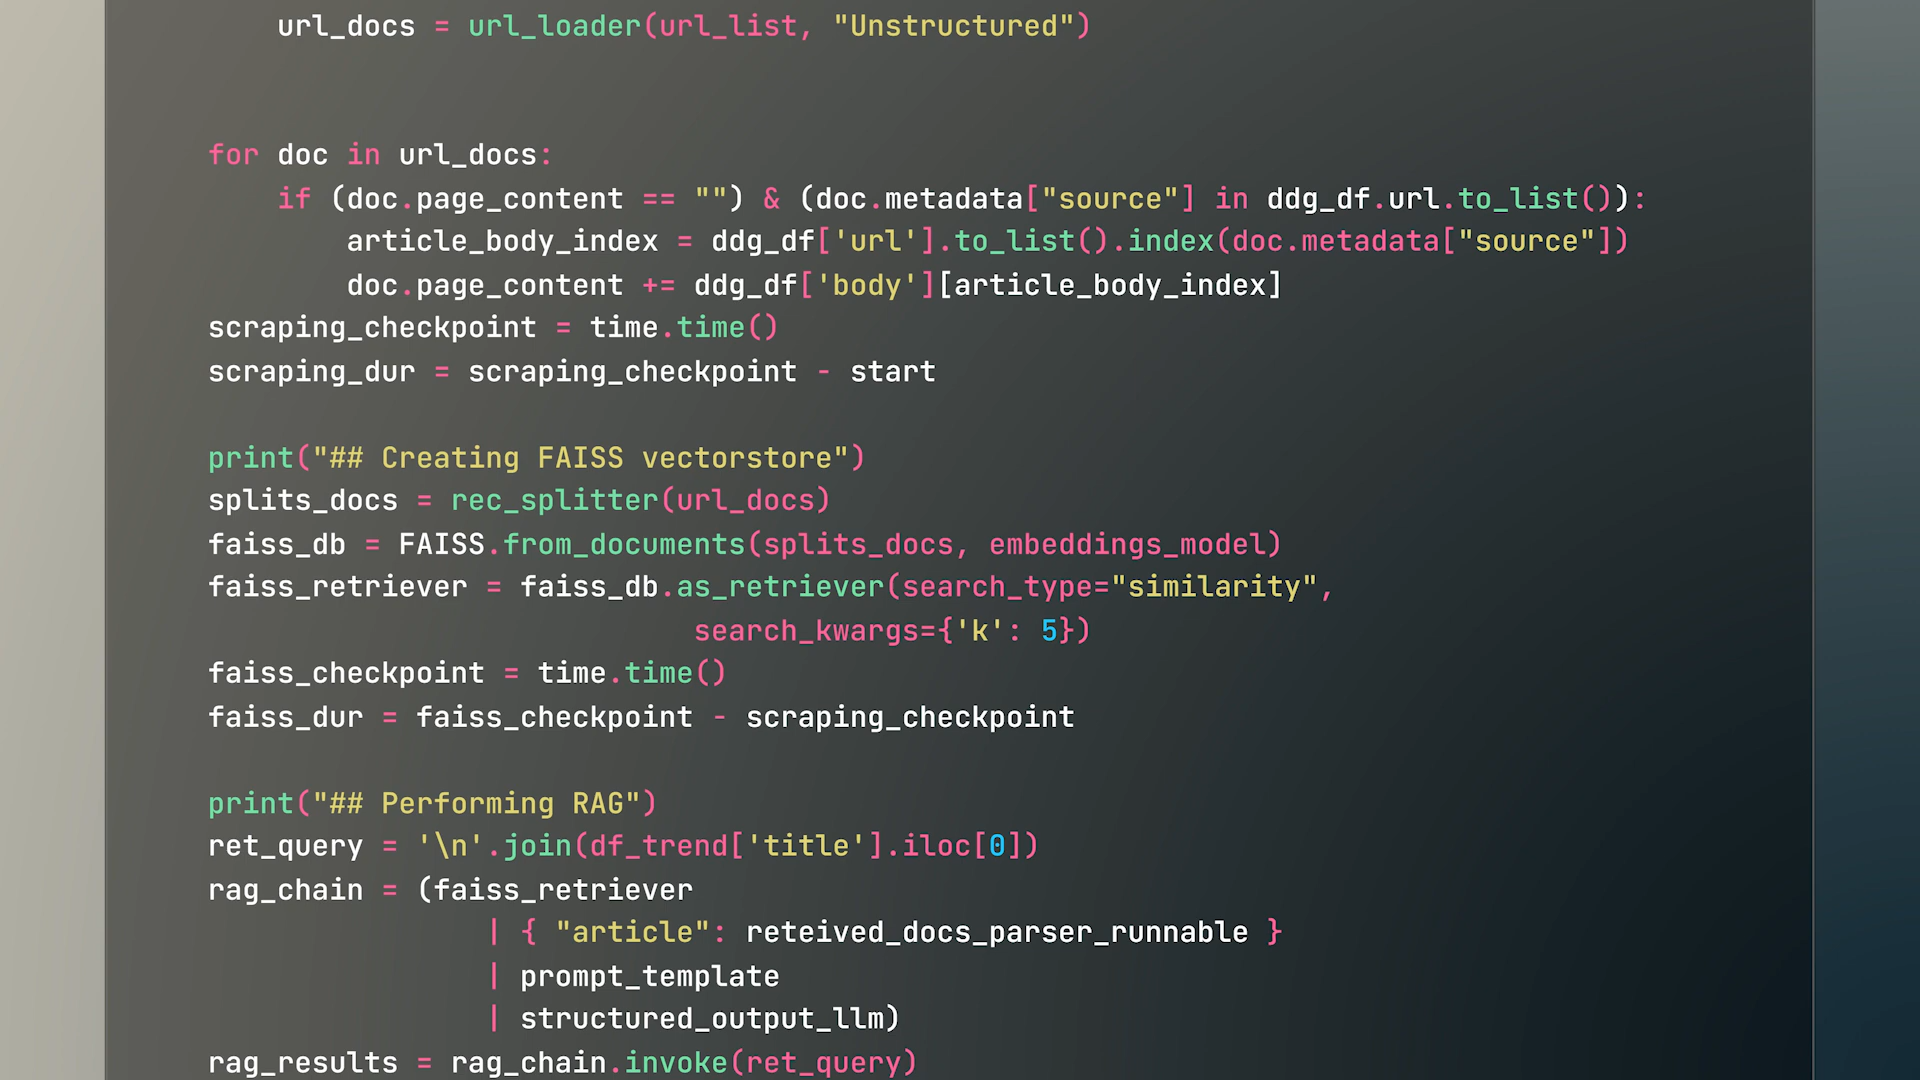 url_docs = url_loader(url_list, "Unstructured")
for doc in url_docs:
if (doc.page_content == "") & (doc.metadata["source"] in ddg_df.url.to_list()):
article_body_index = ddg_df['url'].to_list().index(doc.metadata["source"])
doc.page_content += ddg_df['body'][article_body_index]
scraping_checkpoint = time.time()
scraping_dur = scraping_checkpoint - start
print("## Creating FAISS vectorstore")
splits_docs = rec_splitter(url_docs)
faiss_db = FAISS.from_documents(splits_docs, embeddings_model)
faiss_retriever = faiss_db.as_retriever(search_type="similarity",
search_kwargs={'k': 5})
faiss_checkpoint = time.time()
faiss_dur = faiss_checkpoint - scraping_checkpoint
print("## Performing RAG")
ret_query = '\n'.join(df_trend['title'].iloc[0])
rag_chain = (faiss_retriever
| { "article": reteived_docs_parser_runnable }
| prompt_template
| structured_output_llm)
rag_results = rag_chain.invoke(ret_query)